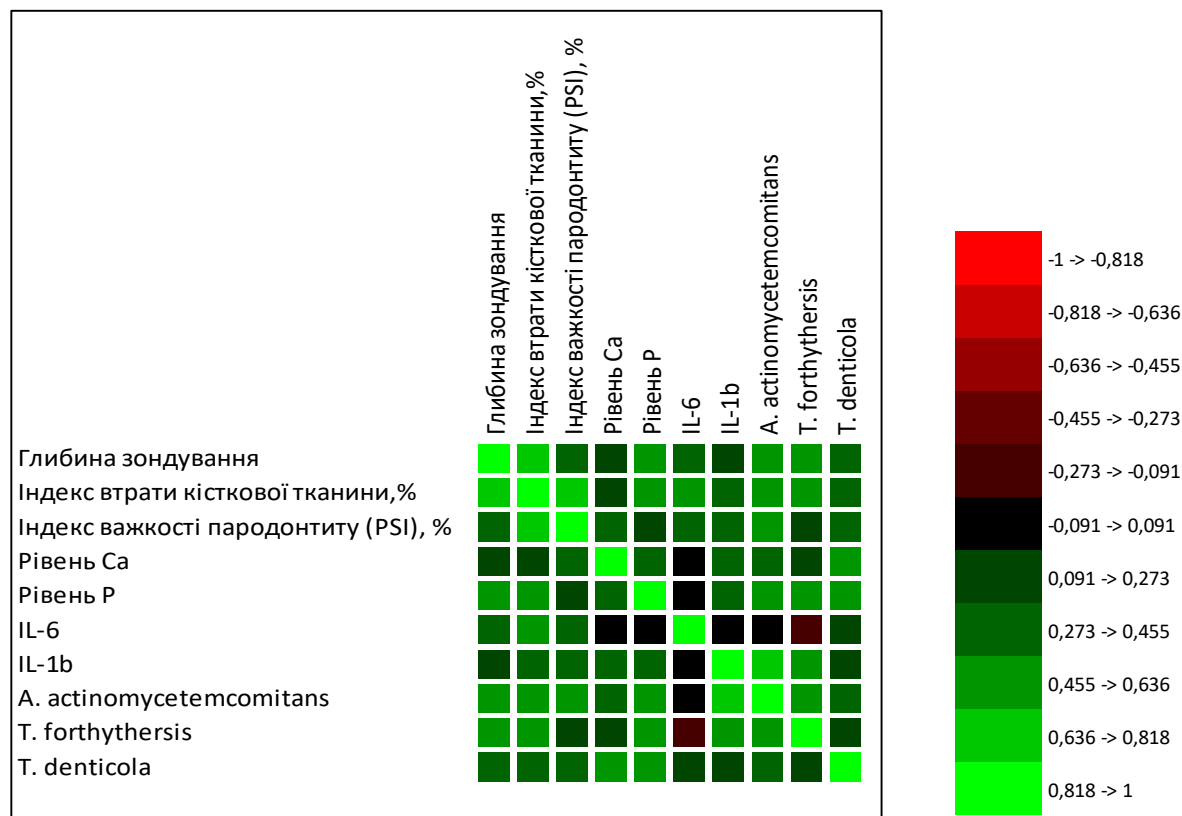 Глибина зондування
Індекс втрати кісткової тканини,%
Індекс важкості пародонтиту (PSI), %
Рівень Ca
Рівень P
IL-6
IL-1b
A. actinomycetemcomitans
T. forthythersis
T. denticola
Глибина зондування
Індекс втрати кісткової тканини,%
Індекс важкості пародонтиту (PSI), %
Рівень Ca
Рівень P
IL-6
IL-1b
A. actinomycetemcomitans
T. forthythersis
T. denticola
-1 -> -0,818
-0,818 -> -0,636
-0,636 -> -0,455
-0,455 -> -0,273
-0,273 -> -0,091
-0,091 -> 0,091
0,091 -> 0,273
0,273 -> 0,455
0,455 -> 0,636
0,636 -> 0,818
0,818 -> 1